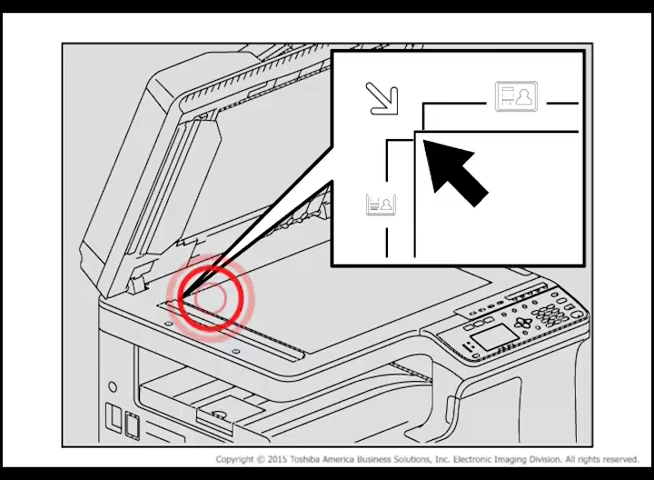 Copyright © 2015 Toshiba America Business Solutions, Inc. Electronic Imaging Division. All rights reserved.